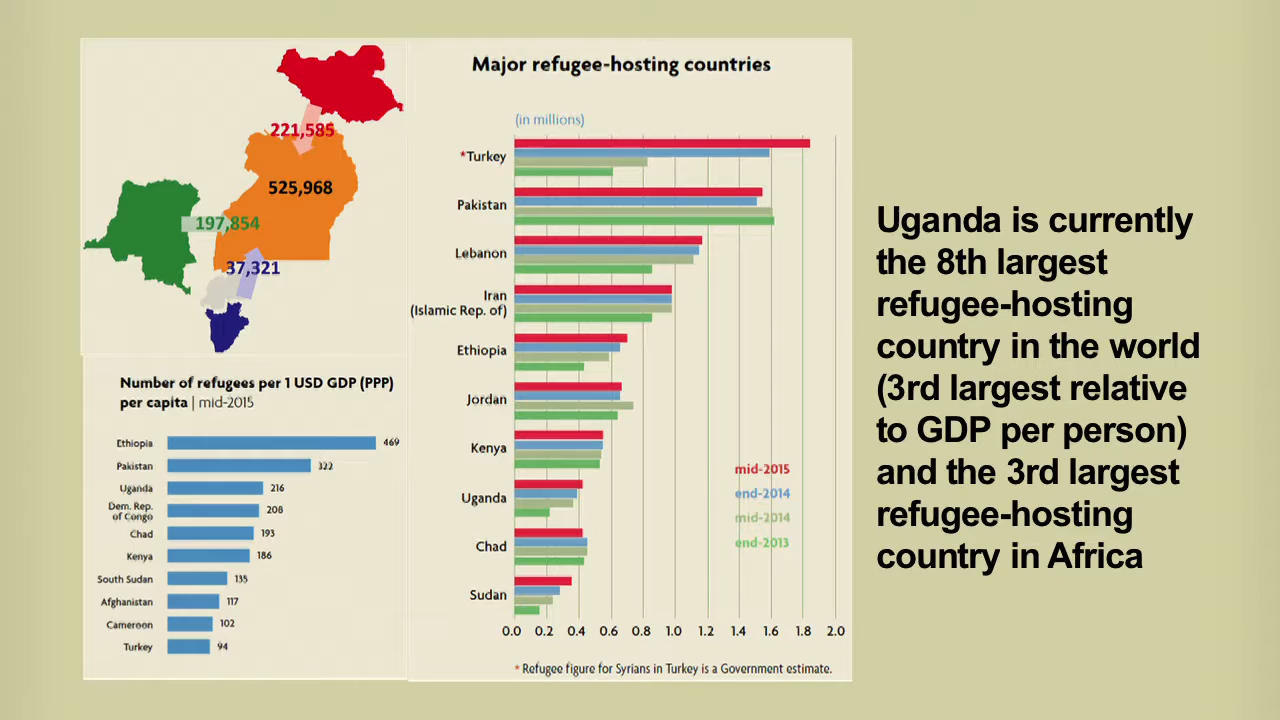 221,585
525,968
197,854
37,321
Number of refugees per 1 USD GDP (PPP)
per capita | mid-2015
Ethiopia 469
Pakistan 322
Uganda 216
Dem. Rep.
of Congo 208
Chad 193
Kenya 186
South Sudan 135
Afghanistan 117
Cameroon 102
Turkey 94
Major refugee-hosting countries
(in millions)
*Turkey
Pakistan
Lebanon
Iran
(Islamic Rep. of)
Ethiopia
Jordan
Kenya
Uganda
Chad
Sudan
mid-2015
end-2014
mid-2014
end-2013
0.0 0.2 0.4 0.6 0.8 1.0 1.2 1.4 1.6 1.8 2.0
* Refugee figure for Syrians in Turkey is a Government estimate.
Uganda is currently
the 8th largest
refugee-hosting
country in the world
(3rd largest relative
to GDP per person)
and the 3rd largest
refugee-hosting
country in Africa